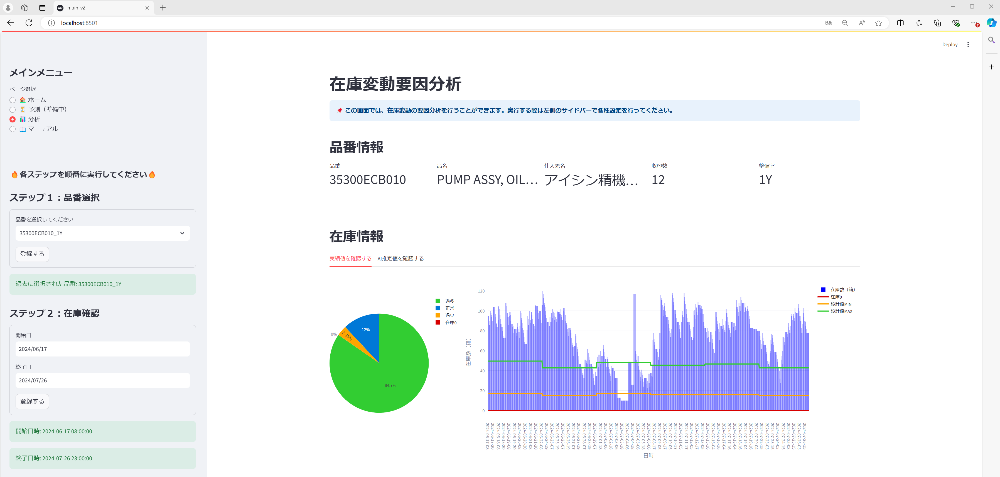 main_v2
localhost:8501
Deploy
メインメニュー
ページ選択
🏠 ホーム
⏳ 予測（準備中）
📊 分析
📖 マニュアル
🔥各ステップを順番に実行してください🔥
ステップ１：品番選択
品番を選択してください
35300ECB010_1Y
登録する
過去に選択された品番: 35300ECB010_1Y
ステップ２：在庫確認
開始日
2024/06/17
終了日
2024/07/26
登録する
開始日時: 2024-06-17 08:00:00
終了日時: 2024-07-26 23:00:00
在庫変動要因分析
📌 この画面では、在庫変動の要因分析を行うことができます。実行する際は左側のサイドバーで各種設定を行ってください。
品番情報
品番 品名 仕入先名 収容数 整備室
35300ECB010 PUMP ASSY, OIL… アイシン精機… 12 1Y
在庫情報
実績値を確認する AI推定値を確認する
過多
正常
過少
在庫0
0%
3.35%
12%
84.7%
在庫数（箱）
120
100
80
60
40
20
0
在庫数（箱）
在庫0
設計値MIN
設計値MAX
2024-06-17-08
2024-06-17-20
2024-06-18-08
2024-06-18-20
2024-06-19-08
2024-06-19-20
2024-06-20-08
2024-06-20-20
2024-06-21-08
2024-06-21-20
2024-06-22-08
2024-06-24-19
2024-06-25-07
2024-06-25-19
2024-06-26-07
2024-06-26-19
2024-06-27-07
2024-06-27-19
2024-06-28-07
2024-06-28-19
2024-06-29-07
2024-07-01-18
2024-07-02-06
2024-07-02-18
2024-07-03-06
2024-07-03-18
2024-07-04-06
2024-07-04-18
2024-07-05-06
2024-07-05-18
2024-07-06-06
2024-07-08-17
2024-07-09-05
2024-07-09-17
2024-07-10-05
2024-07-10-17
2024-07-11-05
2024-07-11-17
2024-07-12-05
2024-07-12-17
2024-07-13-05
2024-07-15-16
2024-07-16-04
2024-07-16-16
2024-07-17-04
2024-07-17-16
2024-07-18-04
2024-07-18-16
2024-07-19-04
2024-07-19-16
2024-07-20-04
2024-07-22-15
2024-07-23-03
2024-07-23-15
2024-07-24-03
2024-07-24-15
2024-07-25-03
2024-07-25-15
2024-07-26-03
2024-07-26-15
日時